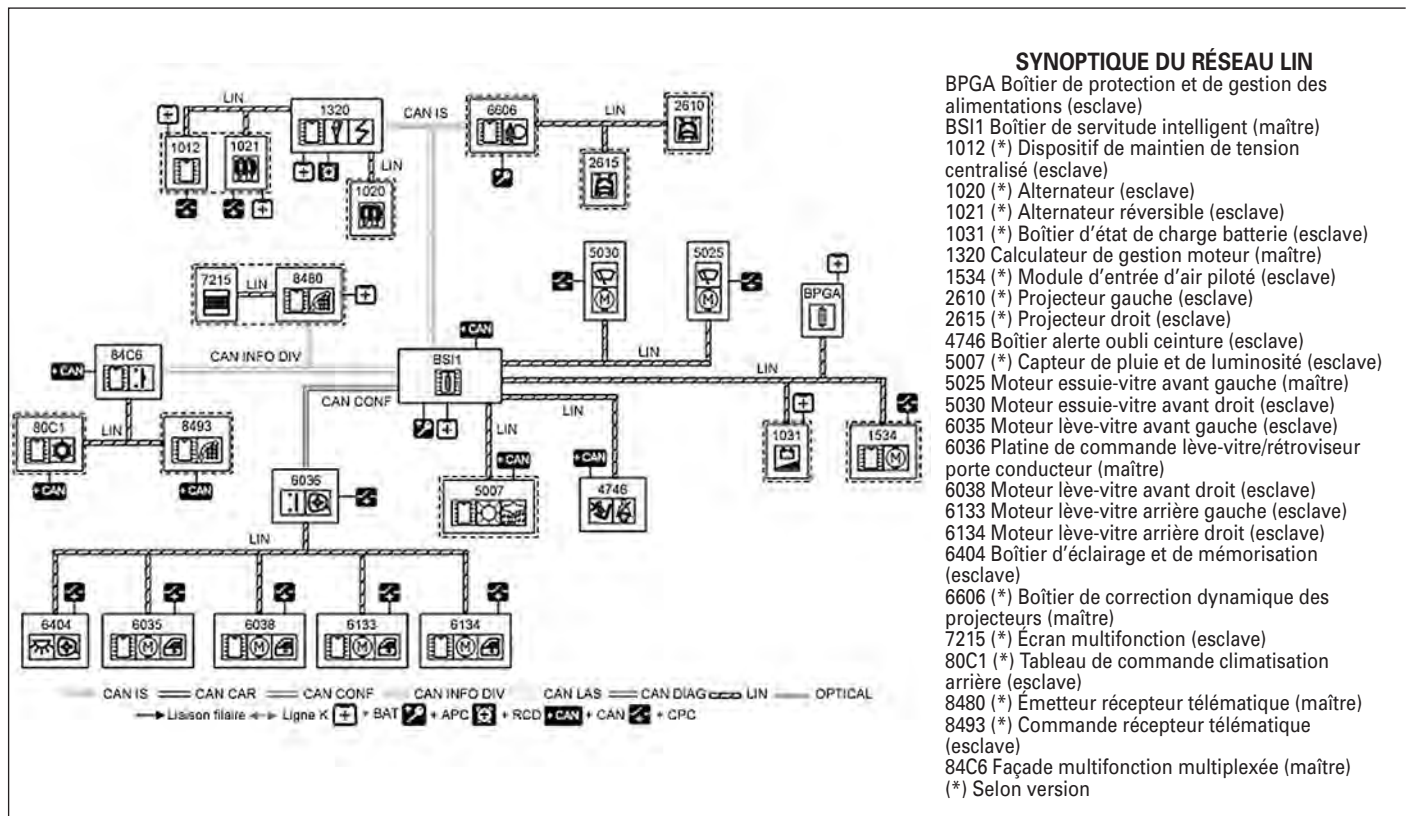 SYNOPTIQUE DU RÉSEAU LIN
BPGA Boîtier de protection et de gestion des
alimentations (esclave)
BSI1 Boîtier de servitude intelligent (maître)
1012 (*) Dispositif de maintien de tension
centralisé (esclave)
1020 (*) Alternateur (esclave)
1021 (*) Alternateur réversible (esclave)
1031 (*) Boîtier d'état de charge batterie (esclave)
1320 Calculateur de gestion moteur (maître)
1534 (*) Module d'entrée d'air piloté (esclave)
2610 (*) Projecteur gauche (esclave)
2615 (*) Projecteur droit (esclave)
4746 Boîtier alerte oubli ceinture (esclave)
5007 (*) Capteur de pluie et de luminosité (esclave)
5025 Moteur essuie-vitre avant gauche (maître)
5030 Moteur essuie-vitre avant droit (esclave)
6035 Moteur lève-vitre avant gauche (esclave)
6036 Platine de commande lève-vitre/rétroviseur
porte conducteur (maître)
6038 Moteur lève-vitre avant droit (esclave)
6133 Moteur lève-vitre arrière gauche (esclave)
6134 Moteur lève-vitre arrière droit (esclave)
6404 Boîtier d'éclairage et de mémorisation
(esclave)
6606 (*) Boîtier de correction dynamique des
projecteurs (maître)
7215 (*) Écran multifonction (esclave)
80C1 (*) Tableau de commande climatisation
arrière (esclave)
8480 (*) Émetteur récepteur télématique (maître)
8493 (*) Commande récepteur télématique
(esclave)
84C6 Façade multifonction multiplexée (maître)
(*) Selon version
LIN
1320
CAN IS
6606
LIN
2610
1012
1021
LIN
1020
2615
7215
LIN
8480
5030
5025
BPGA
+ CAN
84C6
CAN INFO DIV
BSI1
LIN
LIN
+ CAN
CAN CONF
80C1
LIN
8493
LIN
LIN
1031
1534
+ CAN
+ CAN
6036
+ CAN
5007
+ CAN
4746
LIN
6404
6035
6038
6133
6134
CAN IS CAN CAR CAN CONF CAN INFO DIV CAN LAS CAN DIAG LIN OPTICAL
Liaison filaire Ligne K + + BAT + APC + RCD + CAN + CAN + CPC